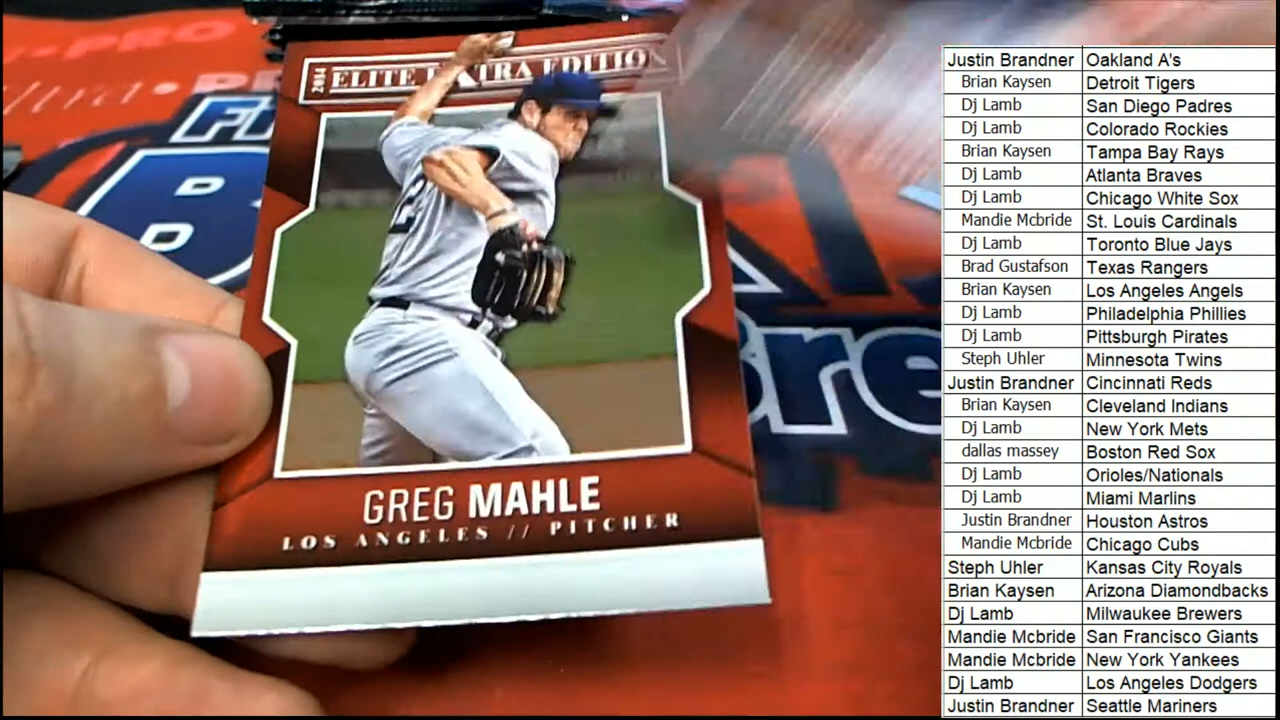 PRO
Ultra PRO
2014 ELITE EXTRA EDITION
GREG MAHLE
LOS ANGELES // PITCHER
Bre
Justin Brandner Oakland A's
Brian Kaysen Detroit Tigers
Dj Lamb San Diego Padres
Dj Lamb Colorado Rockies
Brian Kaysen Tampa Bay Rays
Dj Lamb Atlanta Braves
Dj Lamb Chicago White Sox
Mandie Mcbride St. Louis Cardinals
Dj Lamb Toronto Blue Jays
Brad Gustafson Texas Rangers
Brian Kaysen Los Angeles Angels
Dj Lamb Philadelphia Phillies
Dj Lamb Pittsburgh Pirates
Steph Uhler Minnesota Twins
Justin Brandner Cincinnati Reds
Brian Kaysen Cleveland Indians
Dj Lamb New York Mets
dallas massey Boston Red Sox
Dj Lamb Orioles/Nationals
Dj Lamb Miami Marlins
Justin Brandner Houston Astros
Mandie Mcbride Chicago Cubs
Steph Uhler Kansas City Royals
Brian Kaysen Arizona Diamondbacks
Dj Lamb Milwaukee Brewers
Mandie Mcbride San Francisco Giants
Mandie Mcbride New York Yankees
Dj Lamb Los Angeles Dodgers
Justin Brandner Seattle Mariners